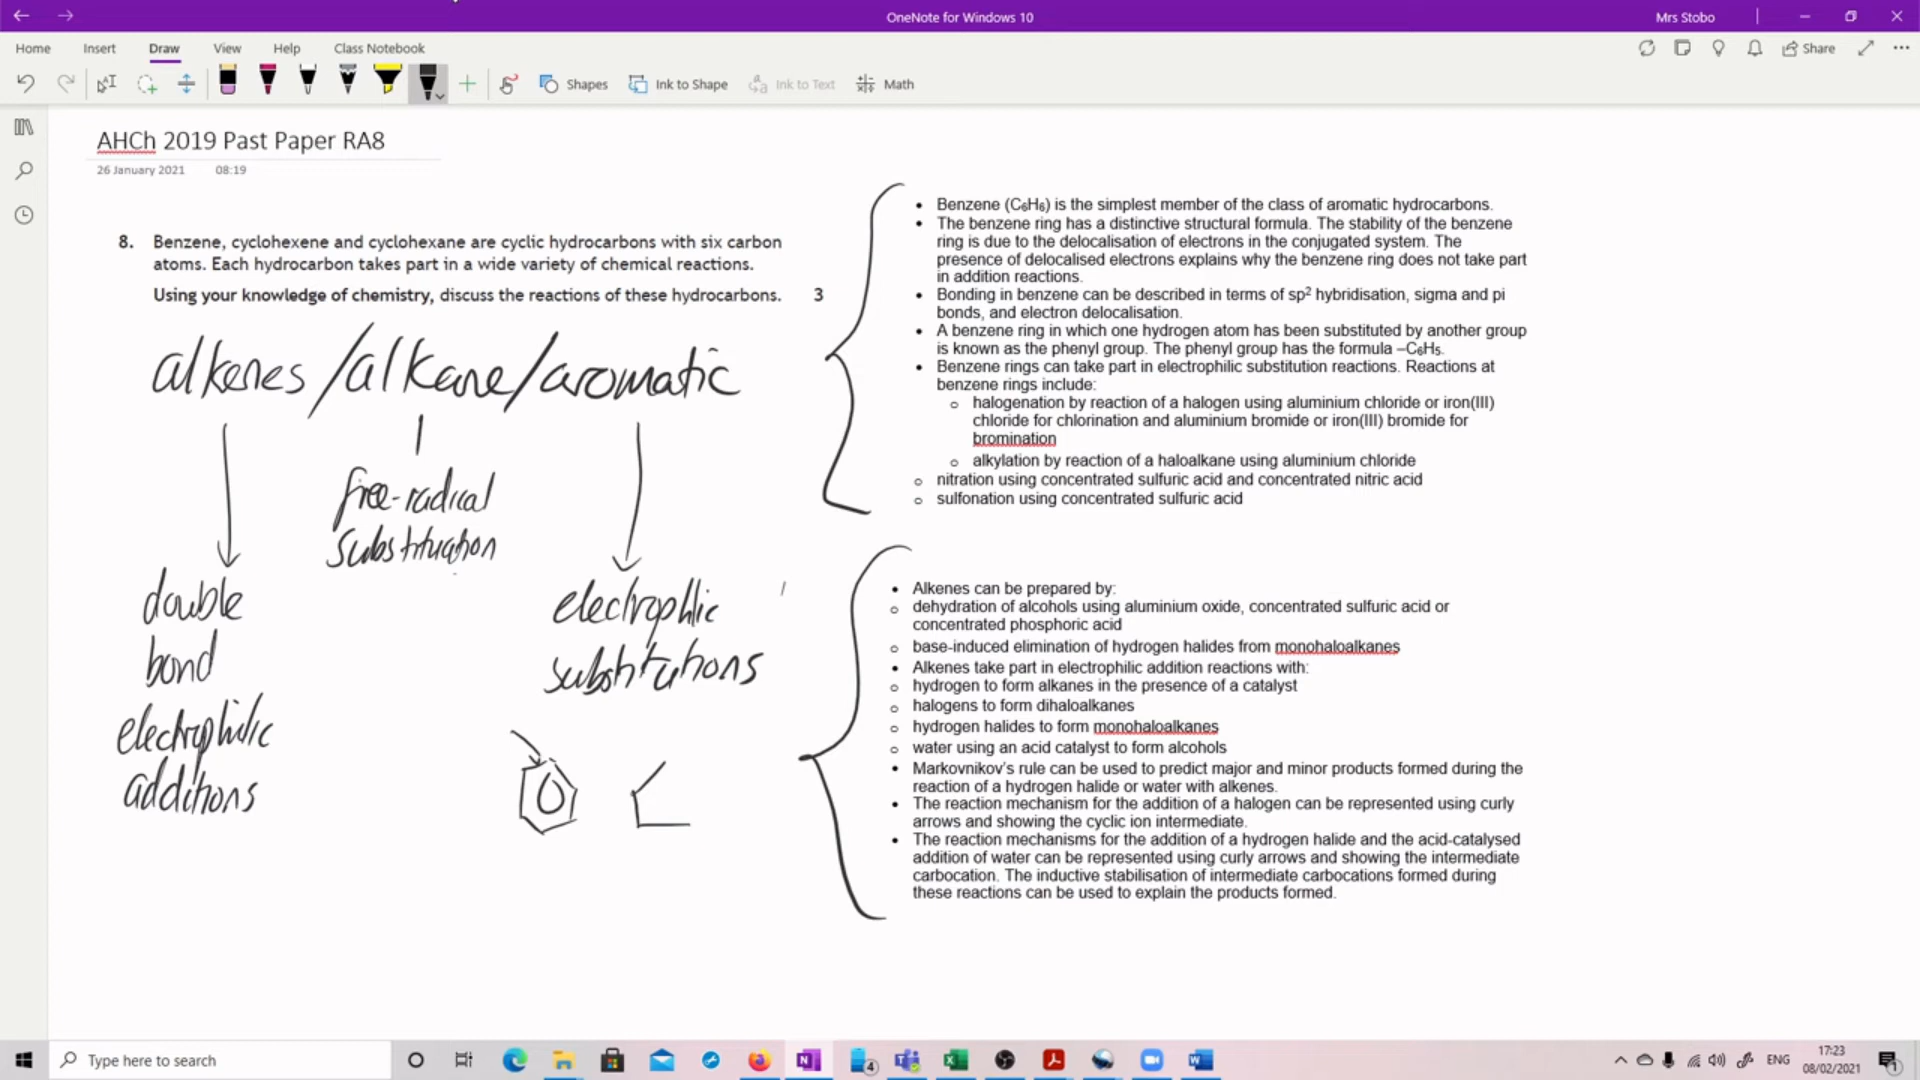 OneNote for Windows 10
Mrs Stobo
Home Insert Draw View Help Class Notebook
Share
Shapes Ink to Shape Ink to Text Math
AHCh 2019 Past Paper RA8
26 January 2021 08:19
8. Benzene, cyclohexene and cyclohexane are cyclic hydrocarbons with six carbon
atoms. Each hydrocarbon takes part in a wide variety of chemical reactions.
Using your knowledge of chemistry, discuss the reactions of these hydrocarbons. 3
alkenes/alkane/aromatic
free-radical
substituation
double
bond
electrophilic
additions
electrophlic
substitutions
• Benzene (C₆H₆) is the simplest member of the class of aromatic hydrocarbons.
• The benzene ring has a distinctive structural formula. The stability of the benzene
ring is due to the delocalisation of electrons in the conjugated system. The
presence of delocalised electrons explains why the benzene ring does not take part
in addition reactions.
• Bonding in benzene can be described in terms of sp² hybridisation, sigma and pi
bonds, and electron delocalisation.
• A benzene ring in which one hydrogen atom has been substituted by another group
is known as the phenyl group. The phenyl group has the formula –C₆H₅.
• Benzene rings can take part in electrophilic substitution reactions. Reactions at
benzene rings include:
o halogenation by reaction of a halogen using aluminium chloride or iron(III)
chloride for chlorination and aluminium bromide or iron(III) bromide for
bromination
o alkylation by reaction of a haloalkane using aluminium chloride
o nitration using concentrated sulfuric acid and concentrated nitric acid
o sulfonation using concentrated sulfuric acid
• Alkenes can be prepared by:
o dehydration of alcohols using aluminium oxide, concentrated sulfuric acid or
concentrated phosphoric acid
o base-induced elimination of hydrogen halides from monohaloalkanes
• Alkenes take part in electrophilic addition reactions with:
o hydrogen to form alkanes in the presence of a catalyst
o halogens to form dihaloalkanes
o hydrogen halides to form monohaloalkanes
o water using an acid catalyst to form alcohols
• Markovnikov's rule can be used to predict major and minor products formed during the
reaction of a hydrogen halide or water with alkenes.
• The reaction mechanism for the addition of a halogen can be represented using curly
arrows and showing the cyclic ion intermediate.
• The reaction mechanisms for the addition of a hydrogen halide and the acid-catalysed
addition of water can be represented using curly arrows and showing the intermediate
carbocation. The inductive stabilisation of intermediate carbocations formed during
these reactions can be used to explain the products formed.
Type here to search
4
ENG
17:23
08/02/2021
1